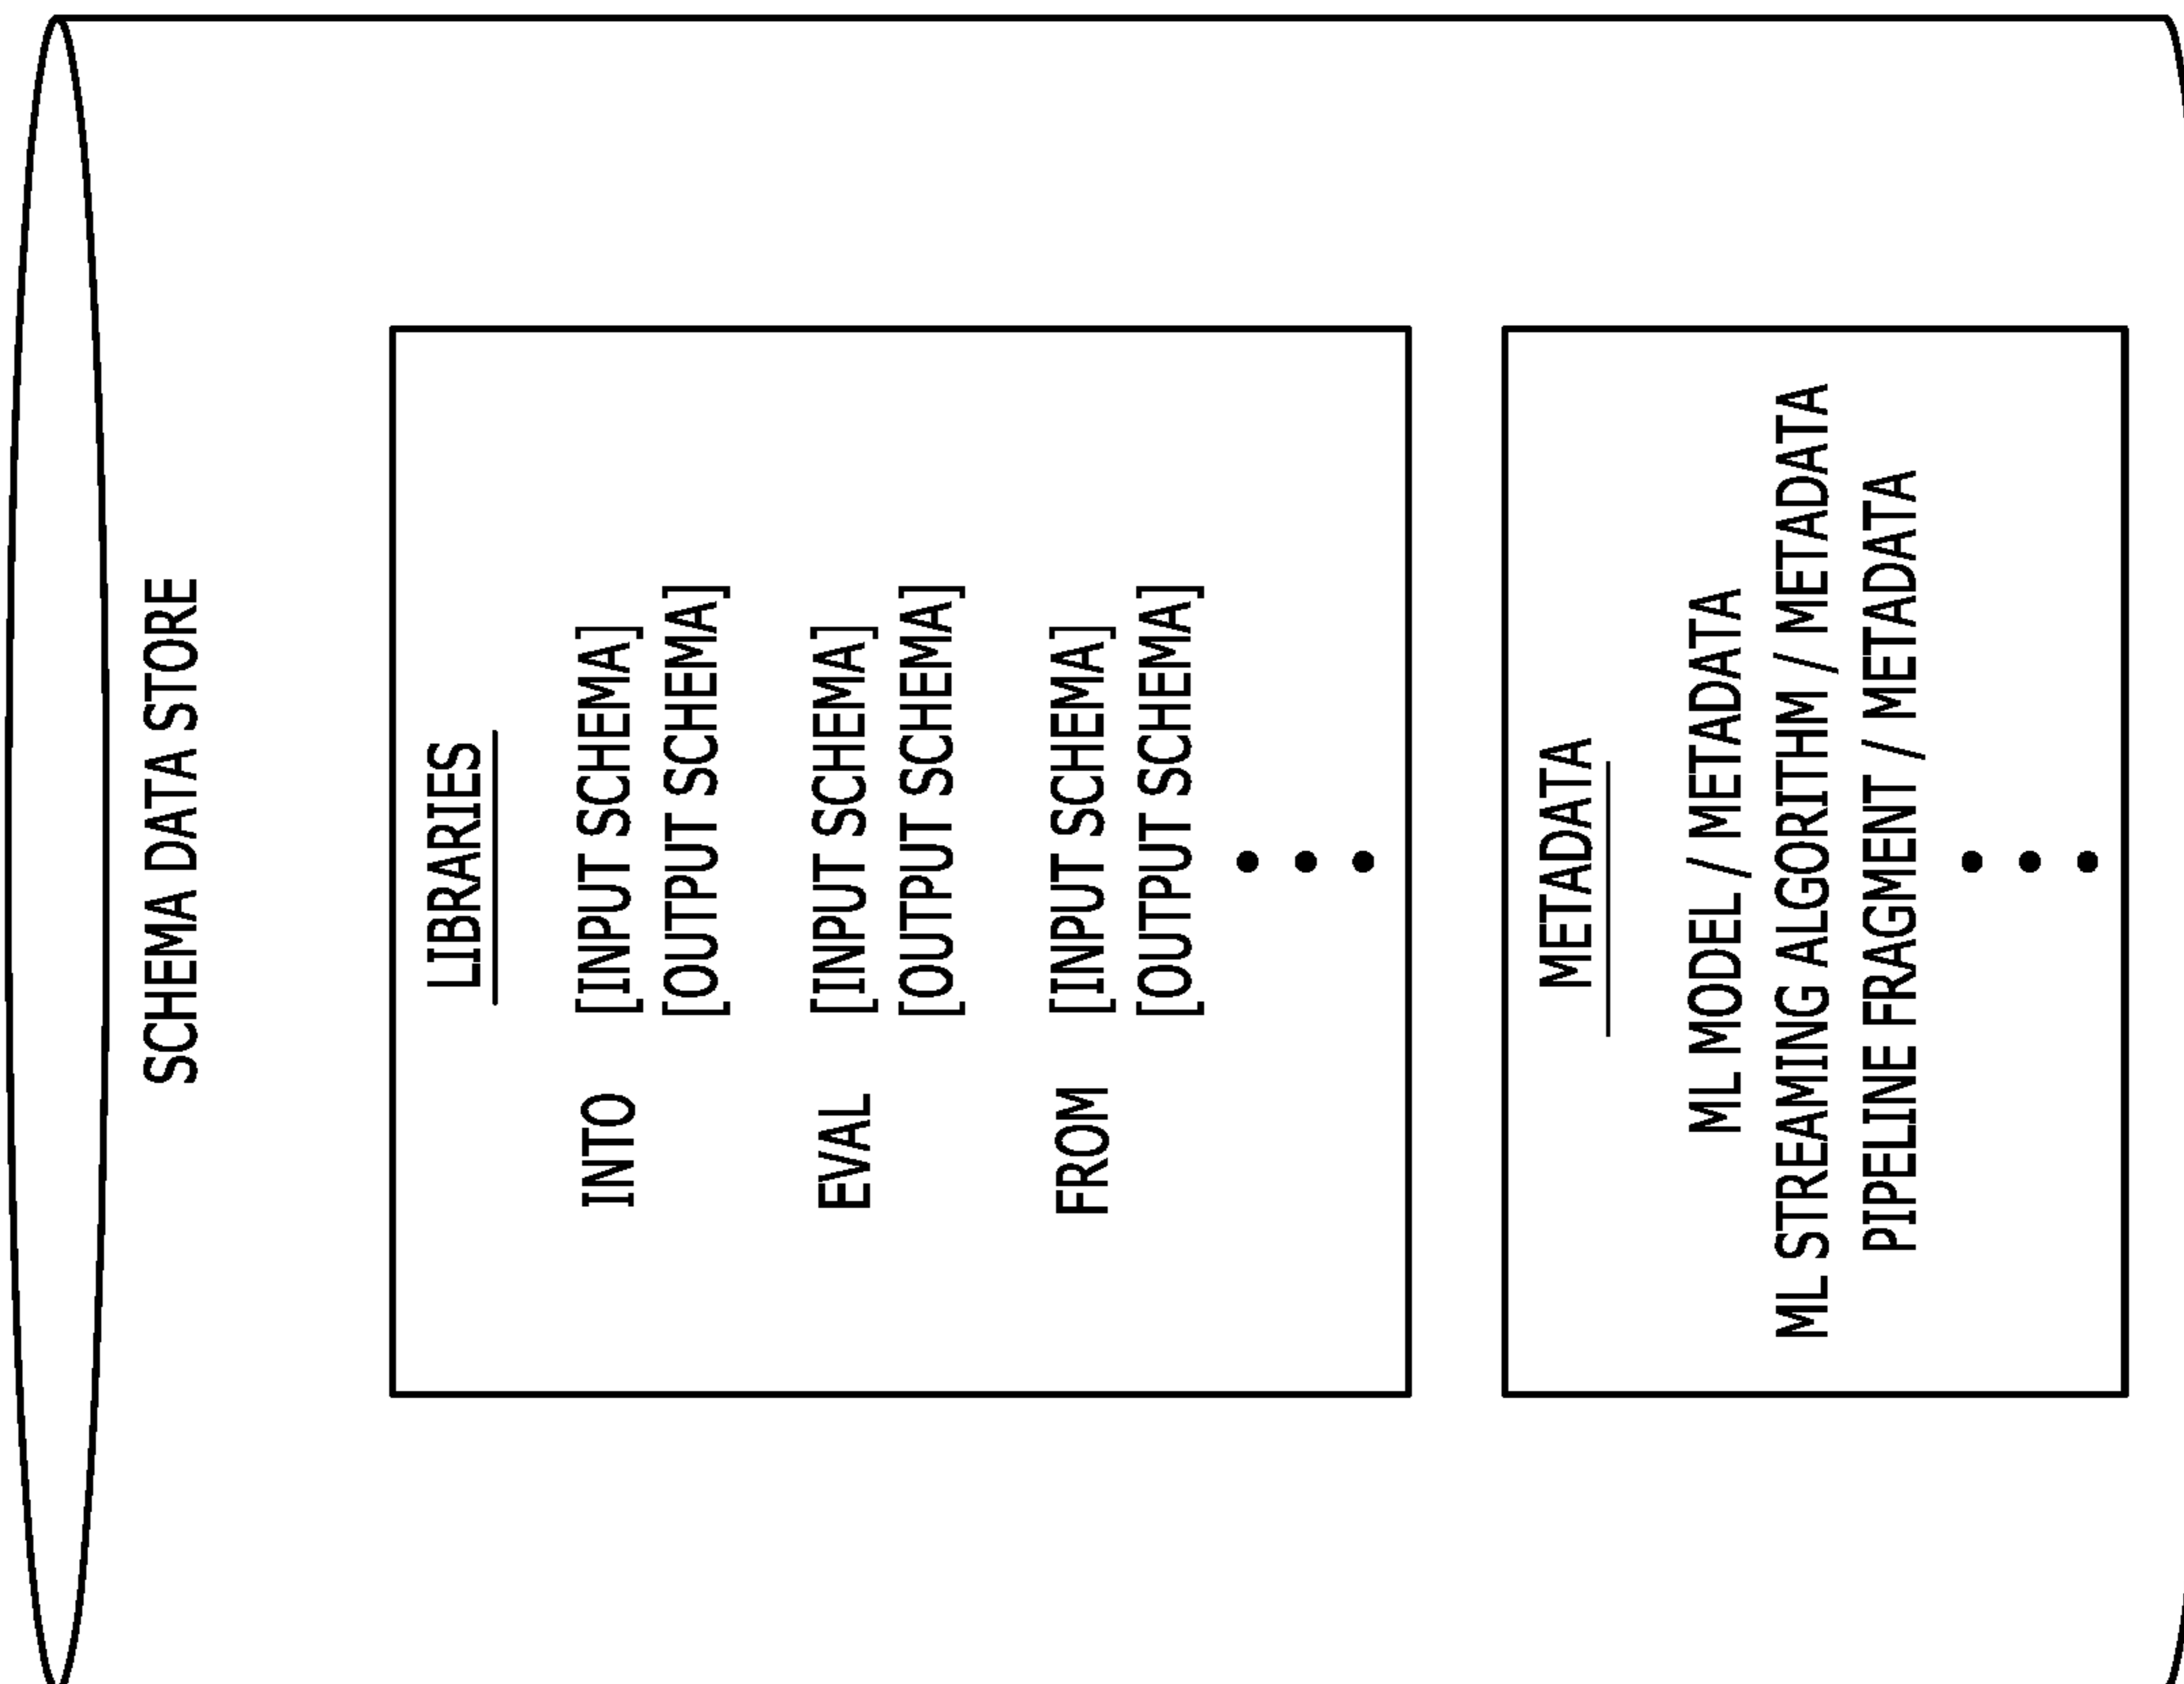 SCHEMA DATA STORE
LIBRARIES
INTO [INPUT SCHEMA]
[OUTPUT SCHEMA]
EVAL [INPUT SCHEMA]
[OUTPUT SCHEMA]
FROM [INPUT SCHEMA]
[OUTPUT SCHEMA]
METADATA
ML MODEL / METADATA
ML STREAMING ALGORITHM / METADATA
PIPELINE FRAGMENT / METADATA